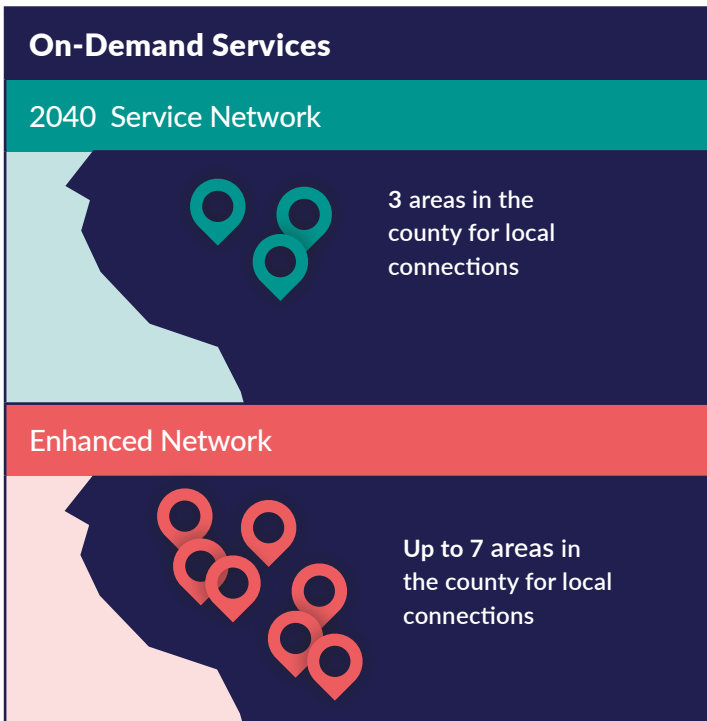 On-Demand Services
2040 Service Network
3 areas in the
county for local
connections
Enhanced Network
Up to 7 areas in
the county for local
connections